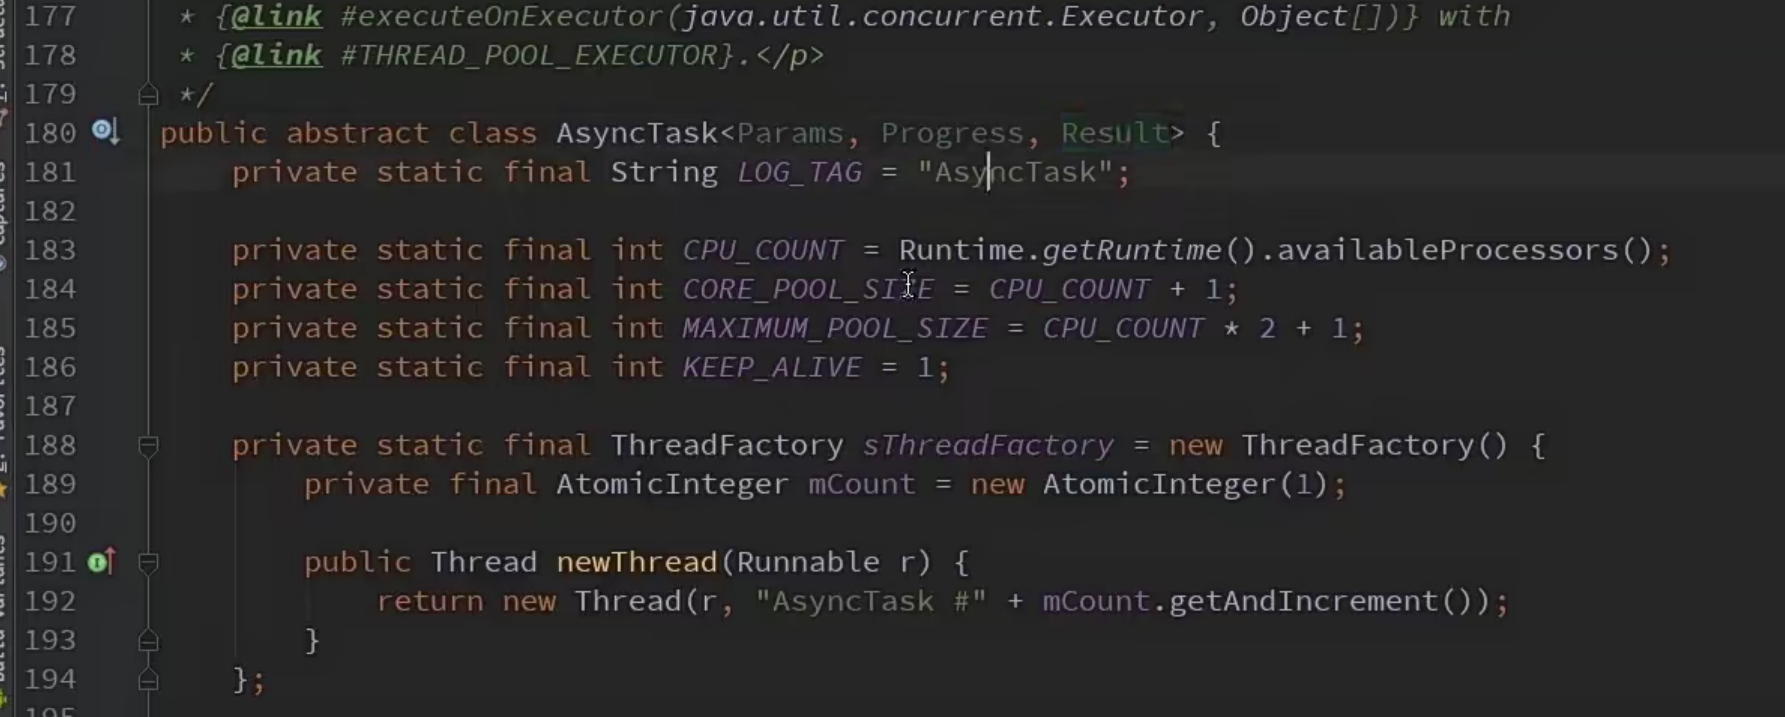 177 * {@link #executeOnExecutor(java.util.concurrent.Executor, Object[])} with
178 * {@link #THREAD_POOL_EXECUTOR}.</p>
179 */
180 public abstract class AsyncTask<Params, Progress, Result> {
181 private static final String LOG_TAG = "AsyncTask";
182
183 private static final int CPU_COUNT = Runtime.getRuntime().availableProcessors();
184 private static final int CORE_POOL_SIZE = CPU_COUNT + 1;
185 private static final int MAXIMUM_POOL_SIZE = CPU_COUNT * 2 + 1;
186 private static final int KEEP_ALIVE = 1;
187
188 private static final ThreadFactory sThreadFactory = new ThreadFactory() {
189 private final AtomicInteger mCount = new AtomicInteger(1);
190
191 public Thread newThread(Runnable r) {
192 return new Thread(r, "AsyncTask #" + mCount.getAndIncrement());
193 }
194 };
195